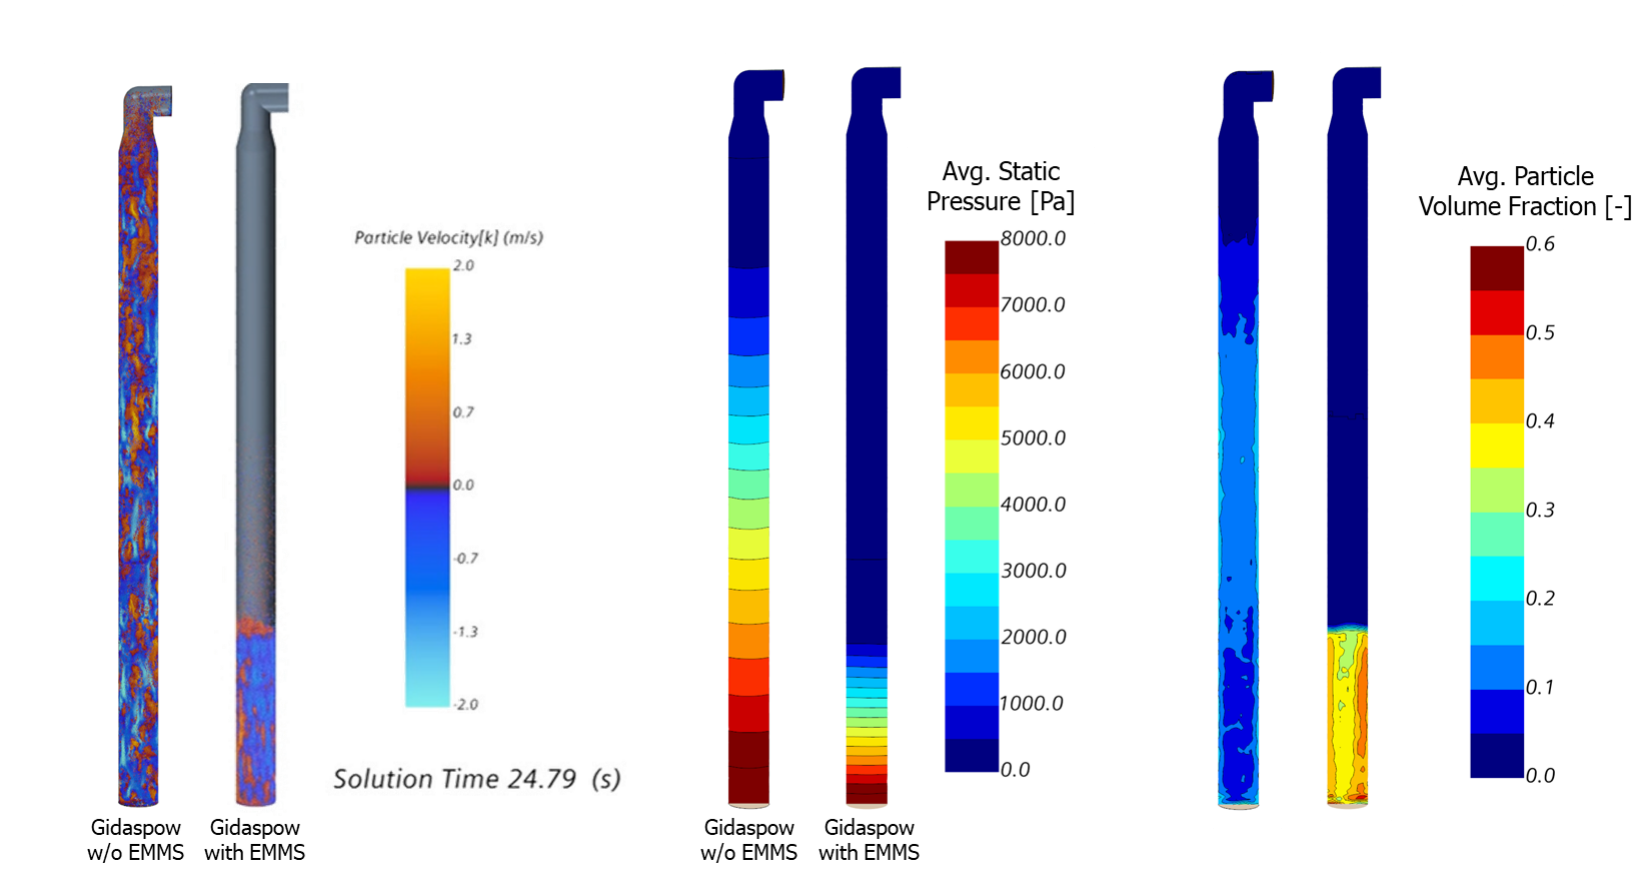 Particle Velocity[k] (m/s)
2.0
1.3
0.7
0.0
-0.7
-1.3
-2.0
Solution Time 24.79 (s)
Gidaspow
w/o EMMS
Gidaspow
with EMMS
Avg. Static
Pressure [Pa]
8000.0
7000.0
6000.0
5000.0
4000.0
3000.0
2000.0
1000.0
0.0
Gidaspow
w/o EMMS
Gidaspow
with EMMS
Avg. Particle
Volume Fraction [-]
0.6
0.5
0.4
0.3
0.2
0.1
0.0